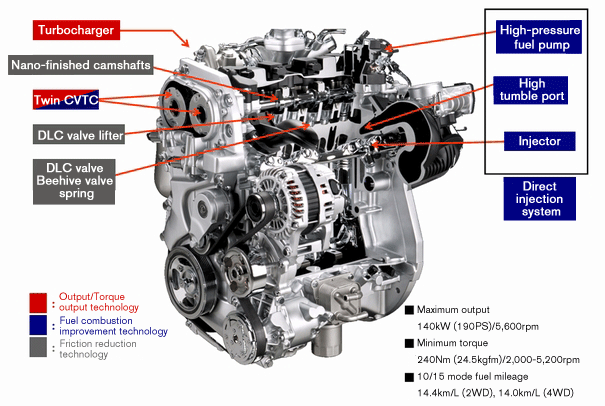 Turbocharger
Nano-finished camshafts
Twin CVTC
DLC valve lifter
DLC valve
Beehive valve
spring
High-pressure
fuel pump
High
tumble port
Injector
Direct
injection
system
: Output/Torque
output technology
: Fuel combustion
improvement technology
: Friction reduction
technology
■ Maximum output
140kW (190PS)/5,600rpm
■ Minimum torque
240Nm (24.5kgfm)/2,000-5,200rpm
■ 10/15 mode fuel mileage
14.4km/L (2WD), 14.0km/L (4WD)